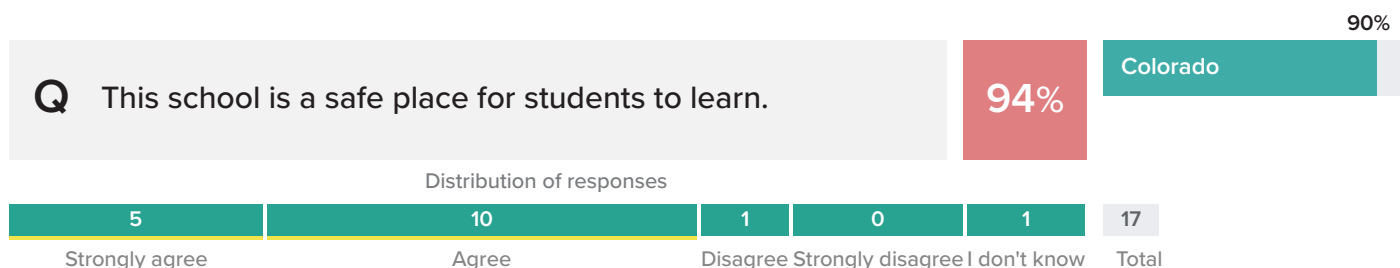 90%
Q This school is a safe place for students to learn.
94%
Colorado
Distribution of responses
5 10 1 0 1 17
Strongly agree Agree Disagree Strongly disagree I don't know Total